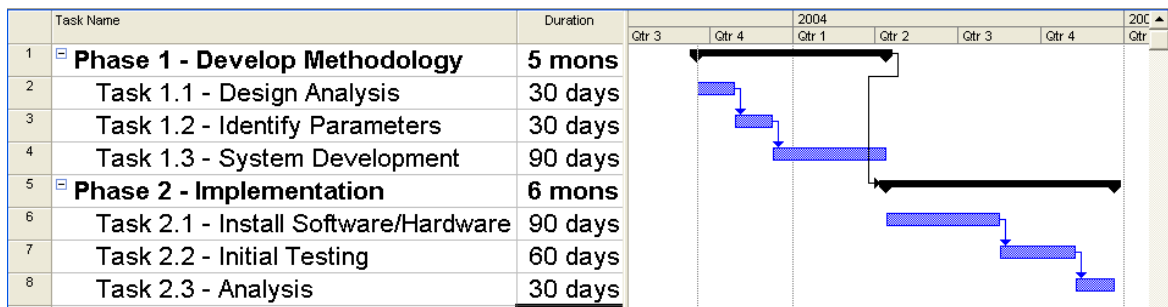 Task Name Duration 2004 200
Qtr 3 Qtr 4 Qtr 1 Qtr 2 Qtr 3 Qtr 4 Qtr
1 Phase 1 - Develop Methodology 5 mons
2 Task 1.1 - Design Analysis 30 days
3 Task 1.2 - Identify Parameters 30 days
4 Task 1.3 - System Development 90 days
5 Phase 2 - Implementation 6 mons
6 Task 2.1 - Install Software/Hardware 90 days
7 Task 2.2 - Initial Testing 60 days
8 Task 2.3 - Analysis 30 days